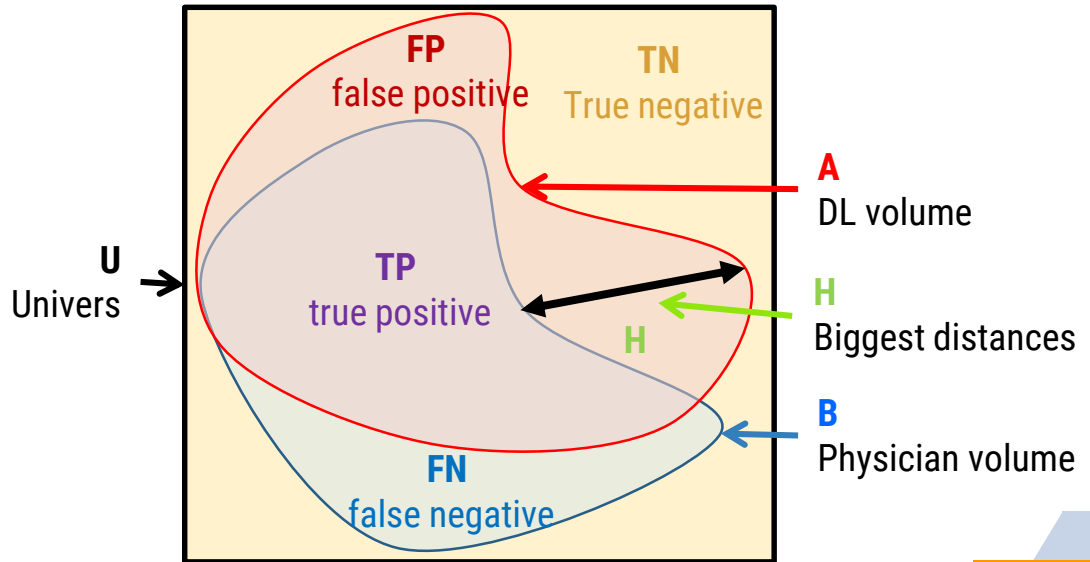 FP
false positive
TN
True negative
A
DL volume
U
Univers
TP
true positive
H
Biggest distances
H
B
Physician volume
FN
false negative